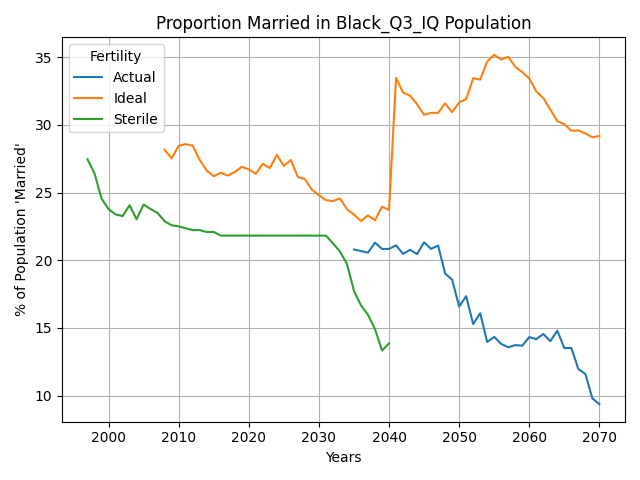 Proportion Married in Black_Q3_IQ Population
% of Population 'Married'
35
30
25
20
15
10
Fertility
Actual
Ideal
Sterile
2000 2010 2020 2030 2040 2050 2060 2070
Years